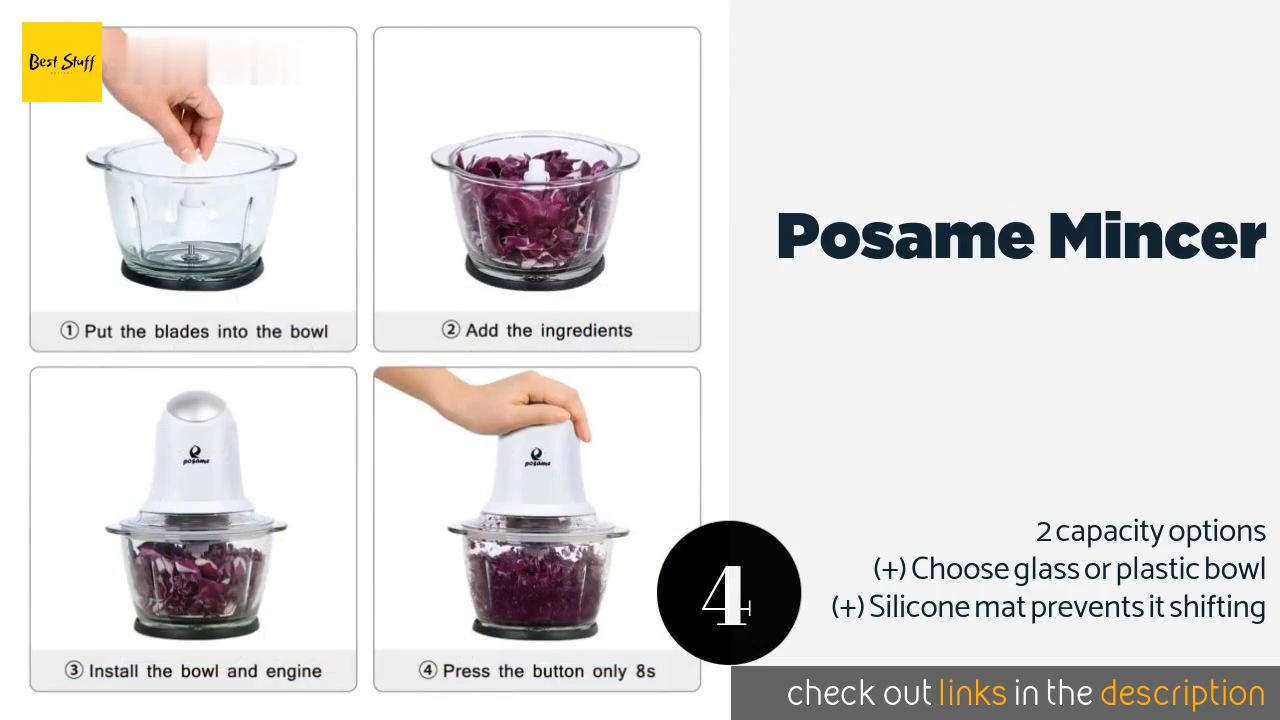 Best Stuff
① Put the blades into the bowl
② Add the ingredients
posame
③ Install the bowl and engine
posame
④ Press the button only 8s
Posame Mincer
4
2 capacity options
(+) Choose glass or plastic bowl
(+) Silicone mat prevents it shifting
check out links in the description